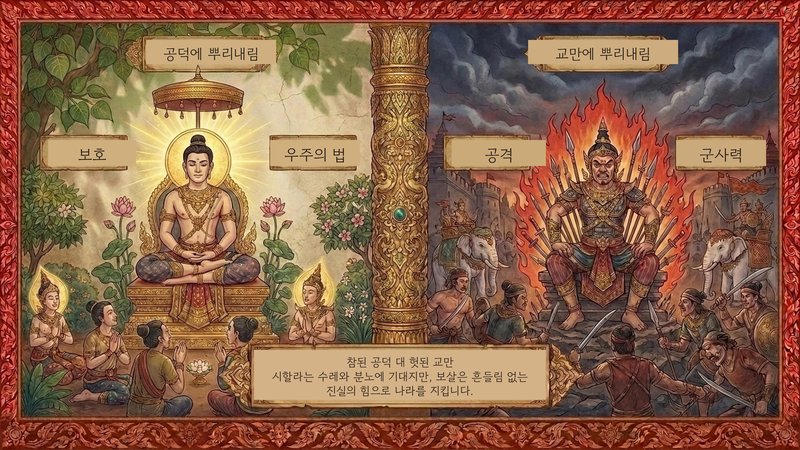 공덕에 뿌리내림
교만에 뿌리내림
보호
우주의 법
공격
군사력
참된 공덕 대 헛된 교만
시할라는 수레와 분노에 기대지만, 보살은 흔들림 없는
진실의 힘으로 나라를 지킵니다.